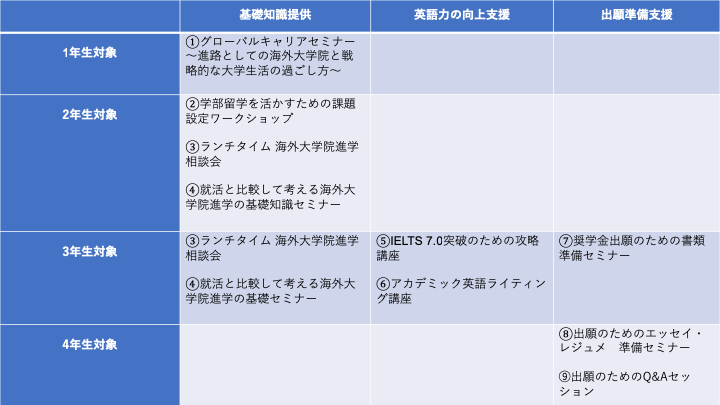 基礎知識提供
英語力の向上支援
出願準備支援
1年生対象
①グローバルキャリアセミナー
～進路としての海外大学院と戦
略的な大学生活の過ごし方～
2年生対象
②学部留学を活かすための課題
設定ワークショップ
③ランチタイム 海外大学院進学
相談会
④就活と比較して考える海外大
学院進学の基礎知識セミナー
3年生対象
③ランチタイム 海外大学院進学
相談会
④就活と比較して考える海外大
学院進学の基礎セミナー
⑤IELTS 7.0突破のための攻略
講座
⑥アカデミック英語ライティン
グ講座
⑦奨学金出願のための書類
準備セミナー
4年生対象
⑧出願のためのエッセイ・
レジュメ　準備セミナー
⑨出願のためのQ&Aセッ
ション